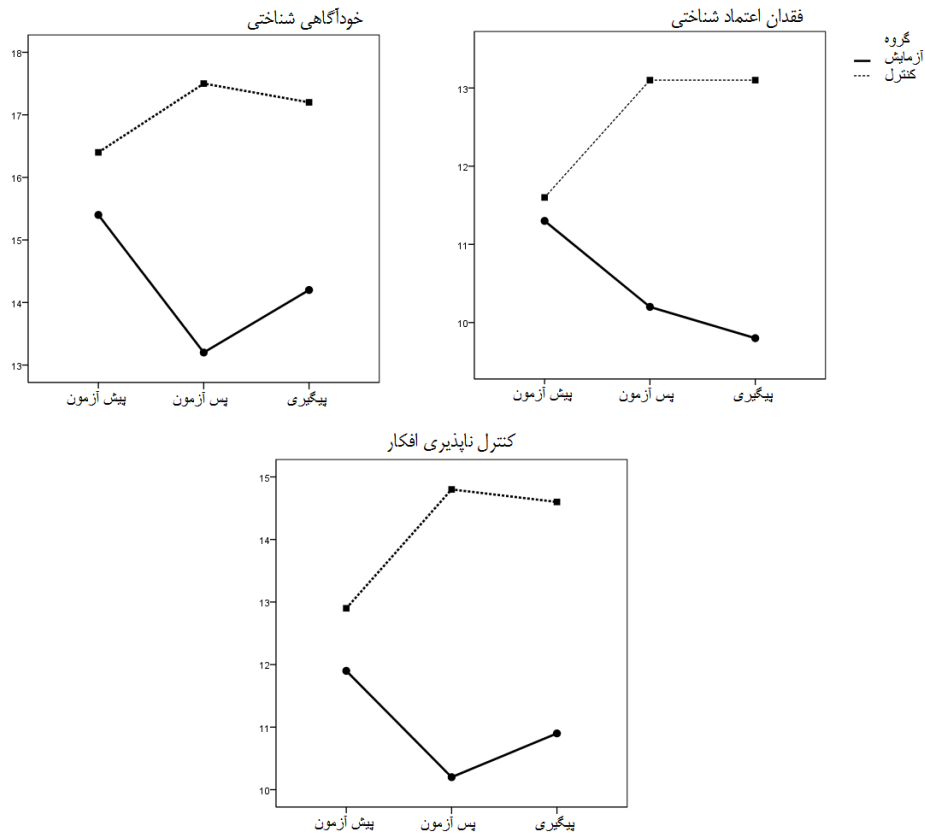 خودآگاهی شناختی
18
17
16
15
14
13
پیش آزمون
پس آزمون
پیگیری
فقدان اعتماد شناختی
13
12
11
10
پیش آزمون
پس آزمون
پیگیری
گروه
آزمایش
کنترل
کنترل ناپذیری افکار
15
14
13
12
11
10
پیش آزمون
پس آزمون
پیگیری